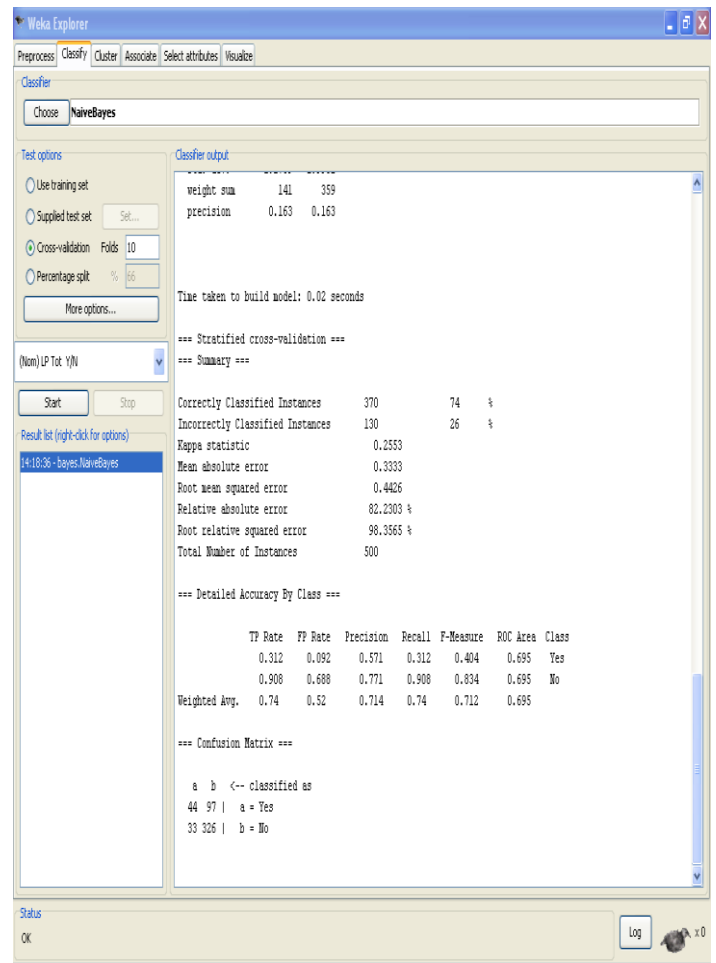 Weka Explorer
Preprocess Classify Cluster Associate Select attributes Visualize
Classifier
Choose NaiveBayes
Test options
Use training set
Supplied test set Set...
Cross-validation Folds 10
Percentage split % 66
More options...
(Nom) LP Tot Y/N
Start Stop
Result list (right-click for options)
14:18:36 - bayes.NaiveBayes
Classifier output
weight sum 141 359
precision 0.163 0.163
Time taken to build model: 0.02 seconds
=== Stratified cross-validation ===
=== Summary ===
Correctly Classified Instances 370 74 %
Incorrectly Classified Instances 130 26 %
Kappa statistic 0.2553
Mean absolute error 0.3333
Root mean squared error 0.4426
Relative absolute error 82.2303 %
Root relative squared error 98.3565 %
Total Number of Instances 500
=== Detailed Accuracy By Class ===
TP Rate FP Rate Precision Recall F-Measure ROC Area Class
0.312 0.092 0.571 0.312 0.404 0.695 Yes
0.908 0.688 0.771 0.908 0.834 0.695 No
Weighted Avg. 0.74 0.52 0.714 0.74 0.712 0.695
=== Confusion Matrix ===
a b <-- classified as
44 97 | a = Yes
33 326 | b = No
Status
OK
Log x 0